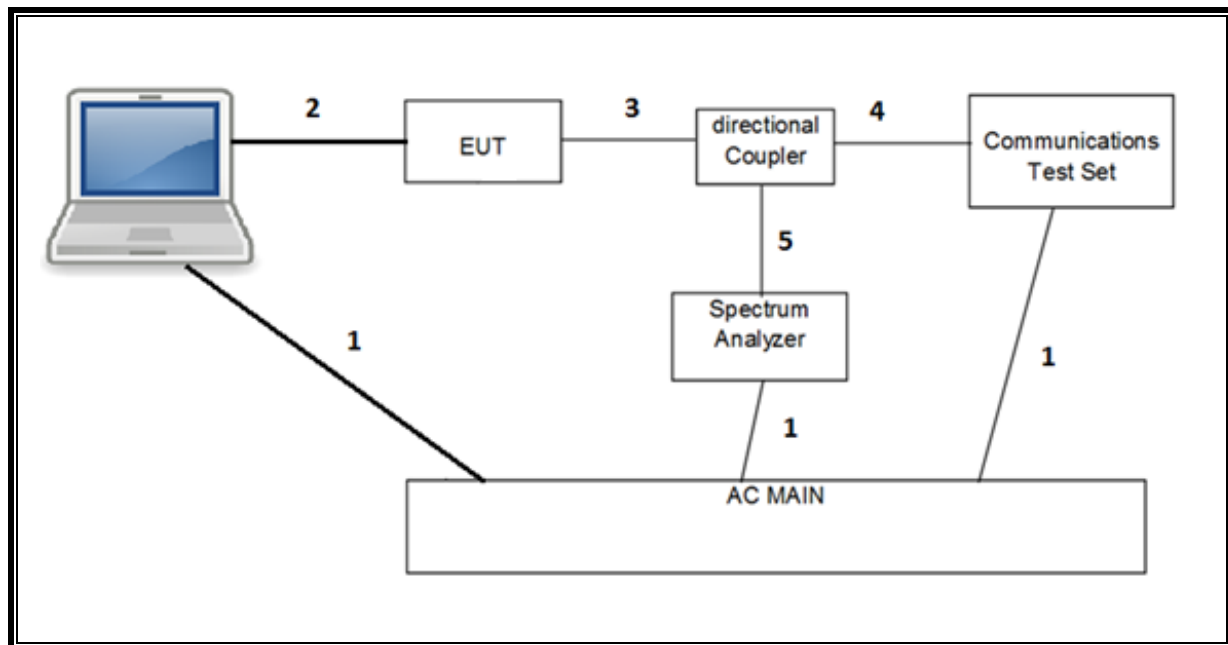 2
EUT
3
directional
Coupler
4
Communications
Test Set
5
Spectrum
Analyzer
1
1
1
AC MAIN